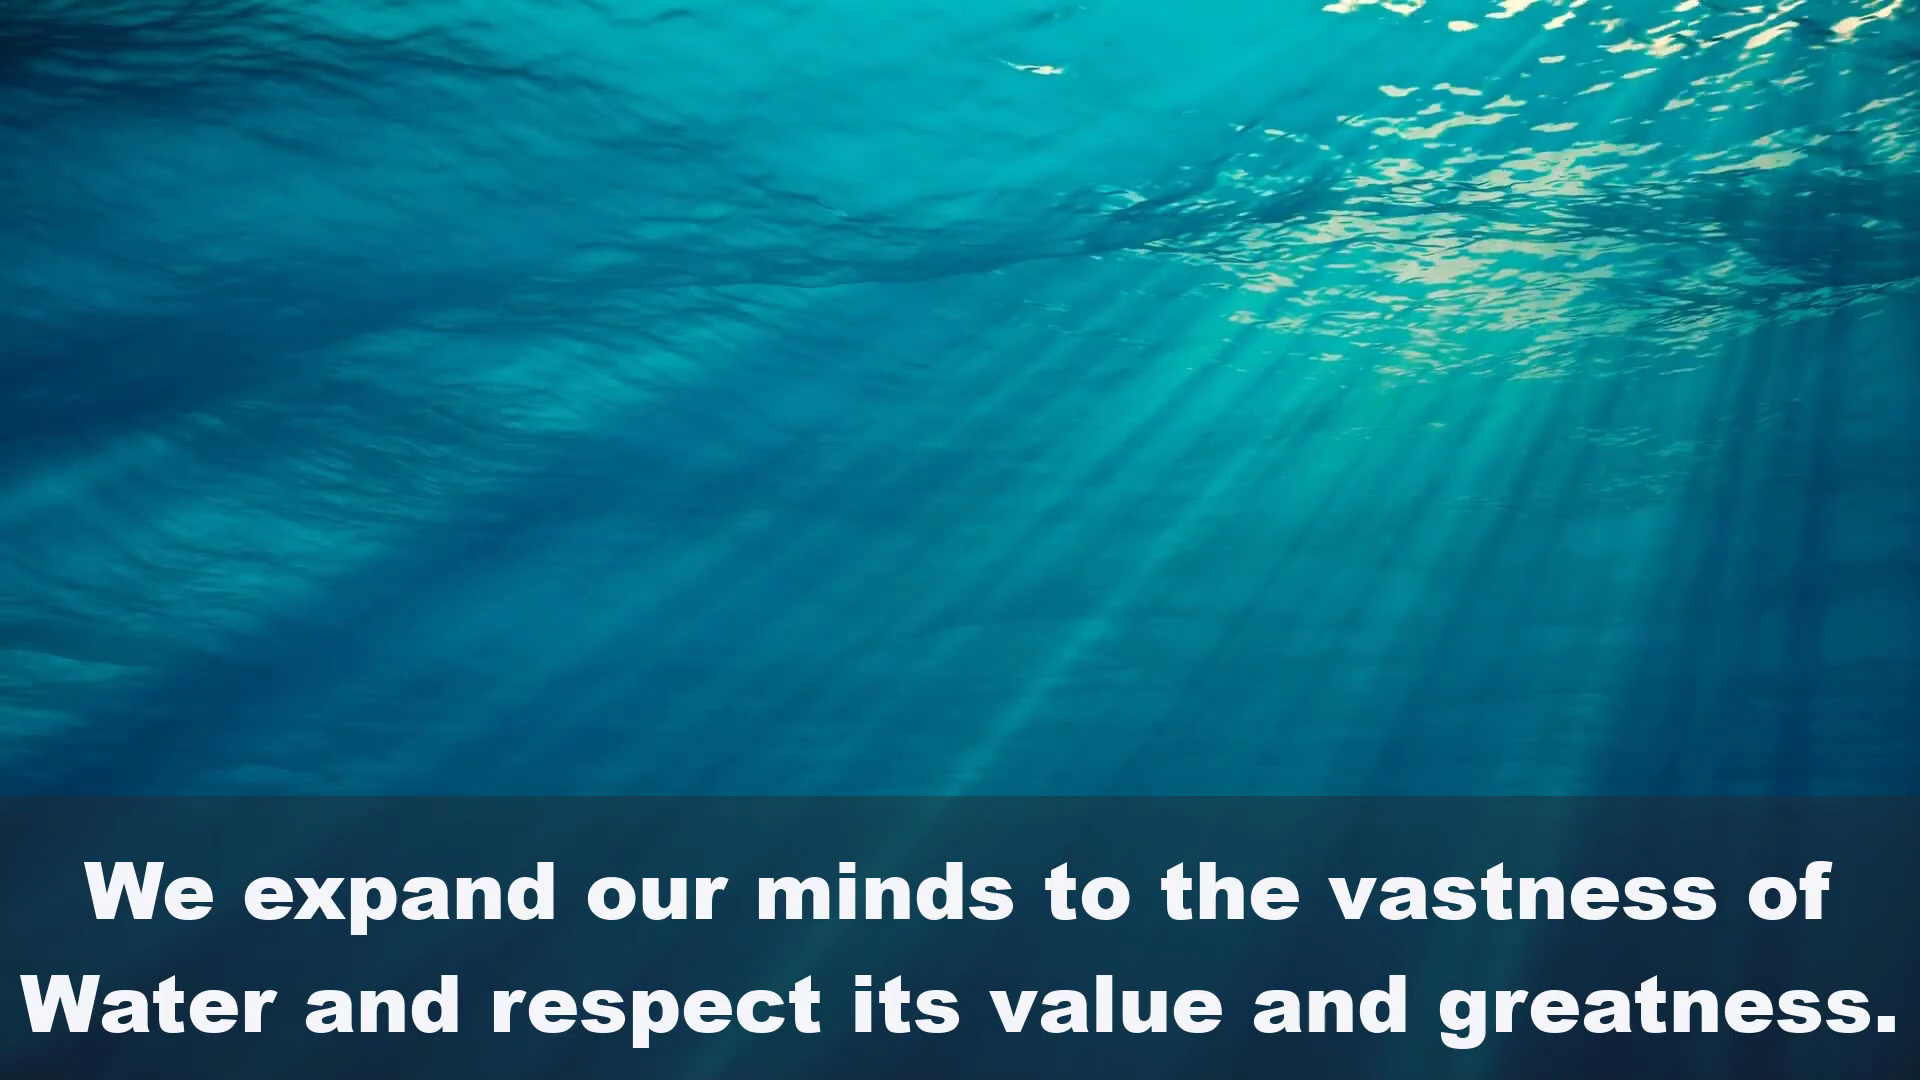 We expand our minds to the vastness of
Water and respect its value and greatness.